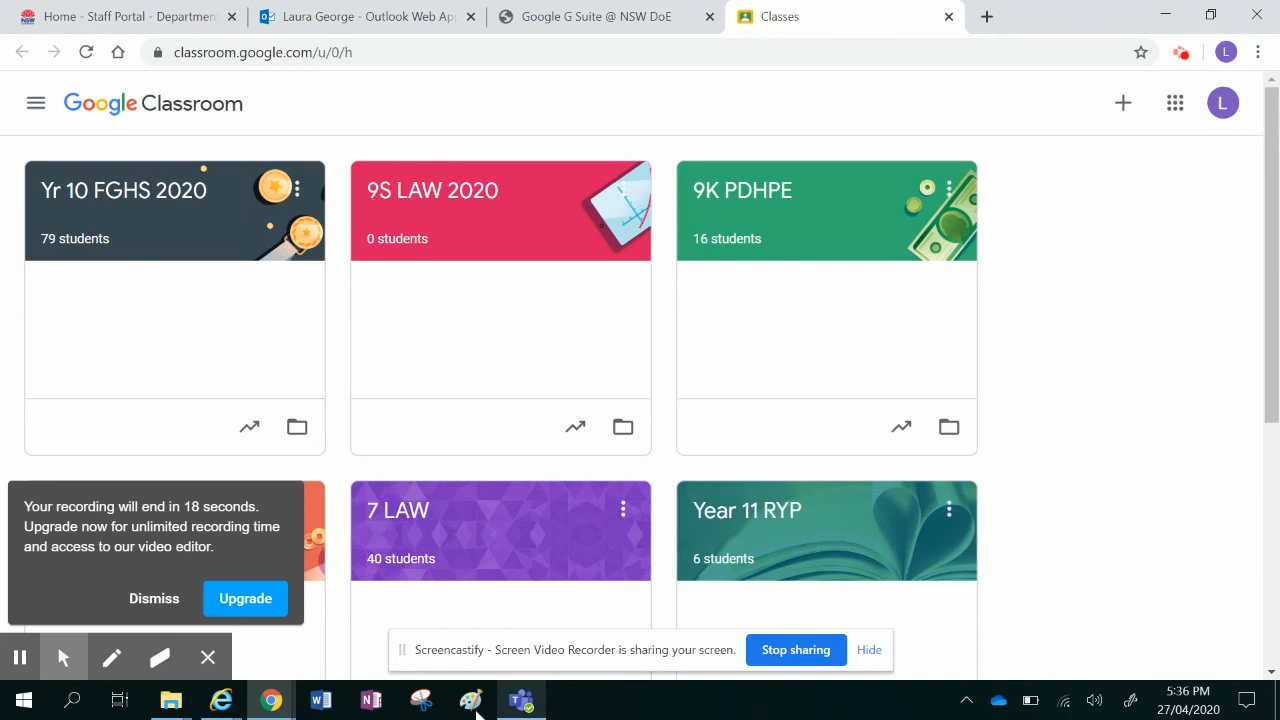 Home - Staff Portal - Department
Laura George - Outlook Web App
Google G Suite @ NSW DoE
Classes
classroom.google.com/u/0/h
L
Google Classroom
L
Yr 10 FGHS 2020
79 students
9S LAW 2020
0 students
9K PDHPE
16 students
7 LAW
40 students
Year 11 RYP
6 students
Your recording will end in 18 seconds.
Upgrade now for unlimited recording time
and access to our video editor.
Dismiss
Upgrade
Screencastify - Screen Video Recorder is sharing your screen.
Stop sharing
Hide
5:36 PM
27/04/2020